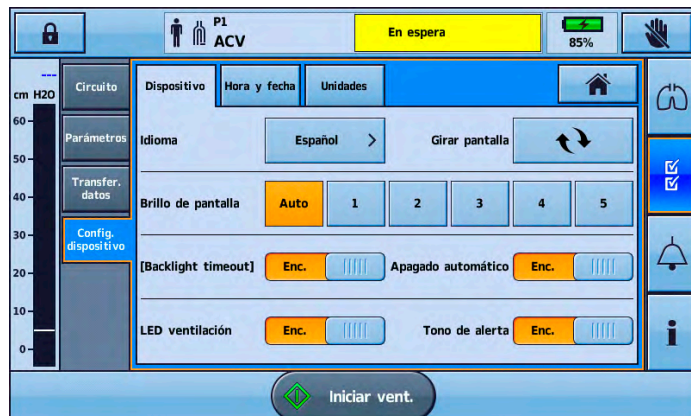 P1
ACV
En espera
85%
---
cm H2O
60
50
40
30
20
10
0
Circuito
Parámetros
Transfer.
datos
Config.
dispositivo
Dispositivo
Hora y fecha
Unidades
Idioma
Español
Girar pantalla
Brillo de pantalla
Auto
1
2
3
4
5
[Backlight timeout]
Enc.
Apagado automático
Enc.
LED ventilación
Enc.
Tono de alerta
Enc.
Iniciar vent.